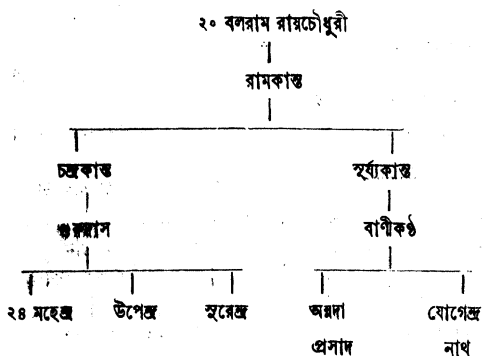 ২০ বলরাম রায়চৌধুরী
রামকান্ত
চন্দ্রকান্ত সূর্য্যকান্ত
গুরুদাস বাণীকণ্ঠ
২৪ মহেন্দ্র উপেন্দ্র সুরেন্দ্র অন্নদা যোগেন্দ্র
প্রসাদ নাথ